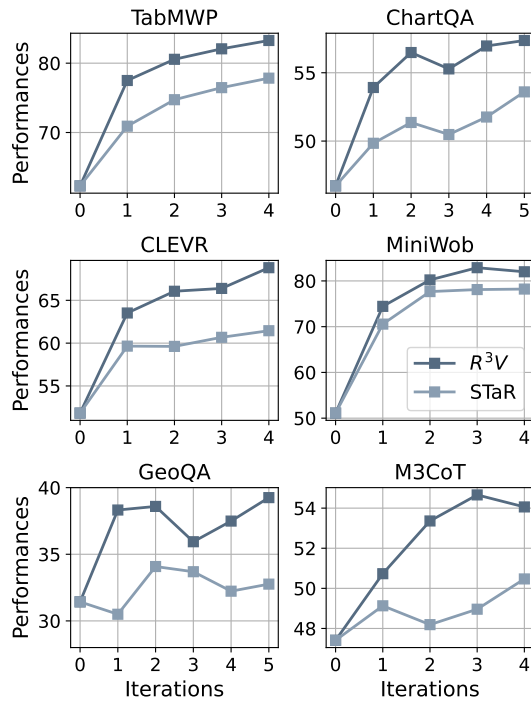 TabMWP
ChartQA
Performances
80
70
0 1 2 3 4
55
50
0 1 2 3 4 5
CLEVR
MiniWob
Performances
65
60
55
0 1 2 3 4
80
70
60
50
0 1 2 3 4
R³V
STaR
GeoQA
M3CoT
Performances
40
35
30
0 1 2 3 4 5
Iterations
54
52
50
48
0 1 2 3 4
Iterations